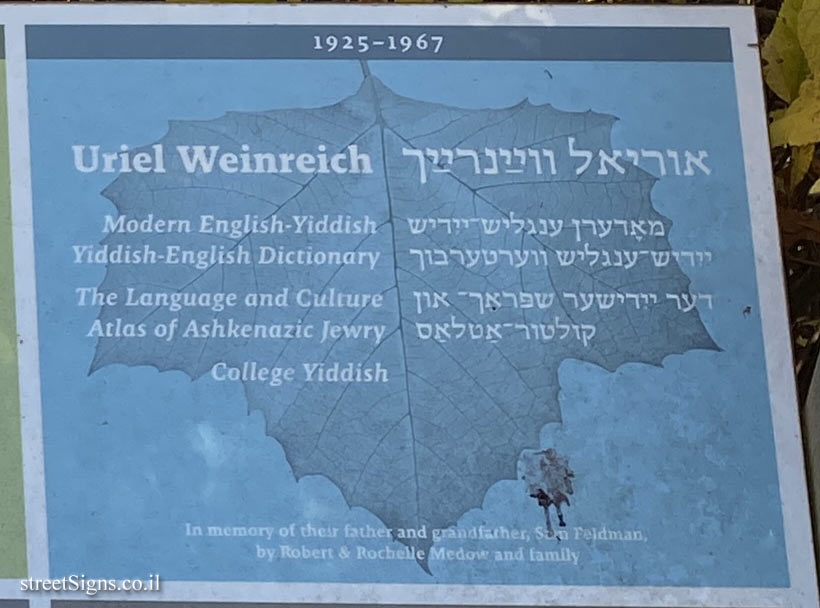 1925–1967
Uriel Weinreich
אוריאל ווײַנרײַך
Modern English-Yiddish
Yiddish-English Dictionary
מאָדערן ענגליש־ייִדיש
ייִדיש־ענגליש ווערטערבוך
The Language and Culture
Atlas of Ashkenazic Jewry
דער ייִדישער שפּראַך־ און
קולטור־אַטלאַס
College Yiddish
In memory of their father and grandfather, Sam Feldman,
by Robert & Rochelle Medow and family
streetSigns.co.il